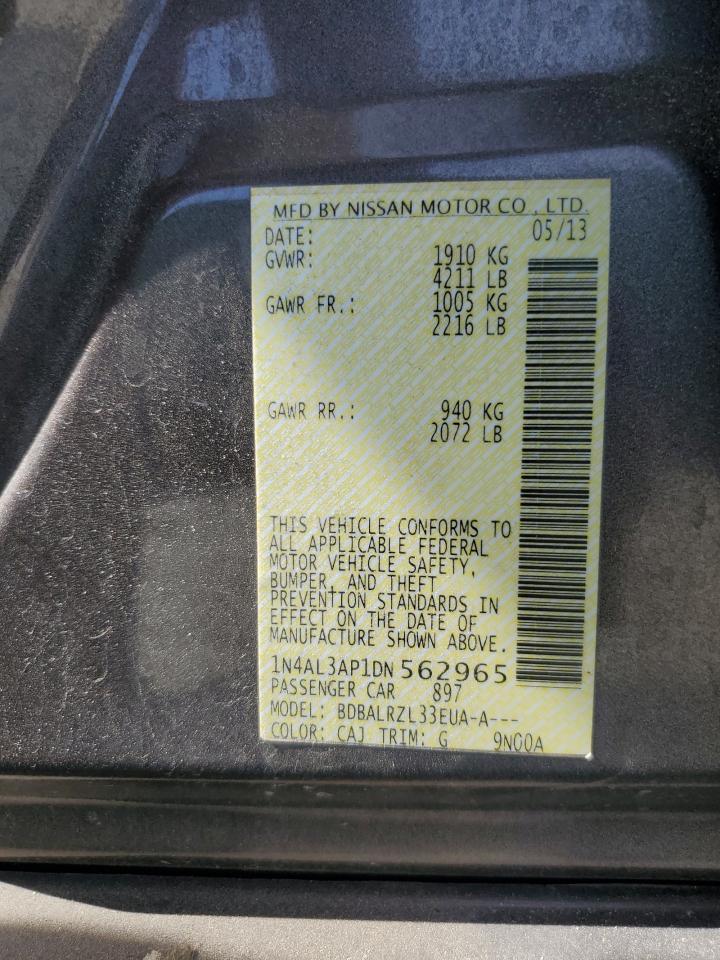 MFD BY NISSAN MOTOR CO., LTD.
DATE: 05/13
GVWR: 1910 KG
4211 LB
GAWR FR.: 1005 KG
2216 LB
GAWR RR.: 940 KG
2072 LB
THIS VEHICLE CONFORMS TO
ALL APPLICABLE FEDERAL
MOTOR VEHICLE SAFETY,
BUMPER, AND THEFT
PREVENTION STANDARDS IN
EFFECT ON THE DATE OF
MANUFACTURE SHOWN ABOVE.
1N4AL3AP1DN562965
PASSENGER CAR 897
MODEL: BDBALRZL33EUA-A---
COLOR: CAJ TRIM: G 9N00A